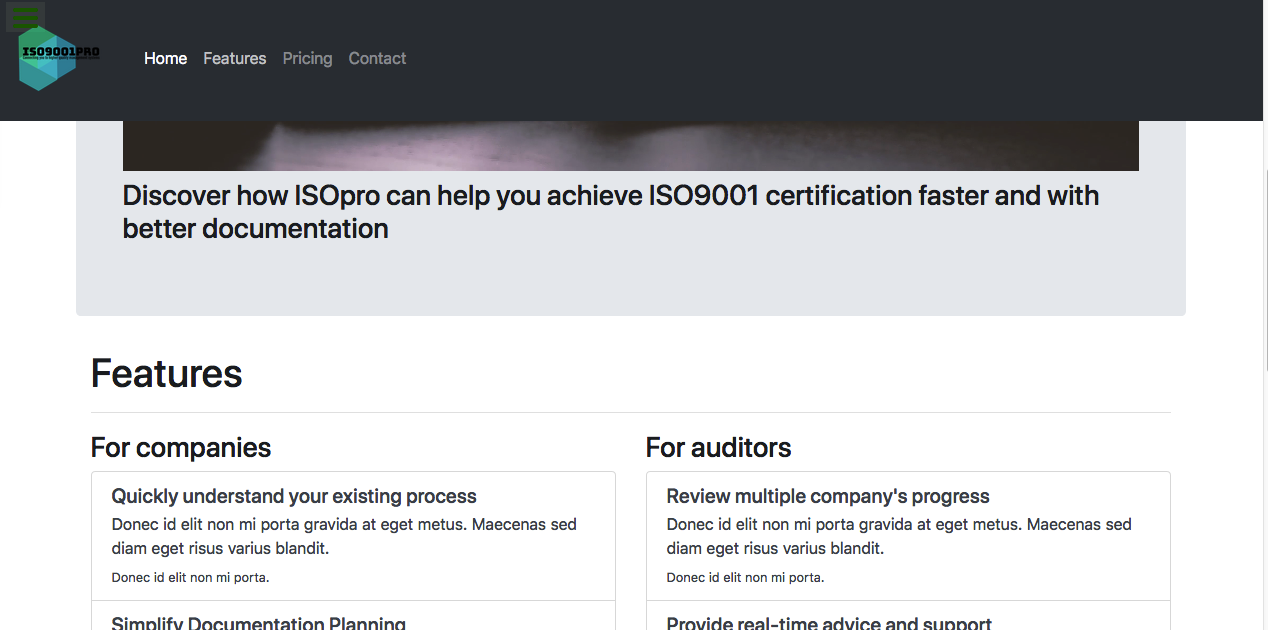 ISO9001PRO
Home Features Pricing Contact
Discover how ISOpro can help you achieve ISO9001 certification faster and with
better documentation
Features
For companies
Quickly understand your existing process
Donec id elit non mi porta gravida at eget metus. Maecenas sed
diam eget risus varius blandit.
Donec id elit non mi porta.
Simplify Documentation Planning
For auditors
Review multiple company's progress
Donec id elit non mi porta gravida at eget metus. Maecenas sed
diam eget risus varius blandit.
Donec id elit non mi porta.
Provide real-time advice and support